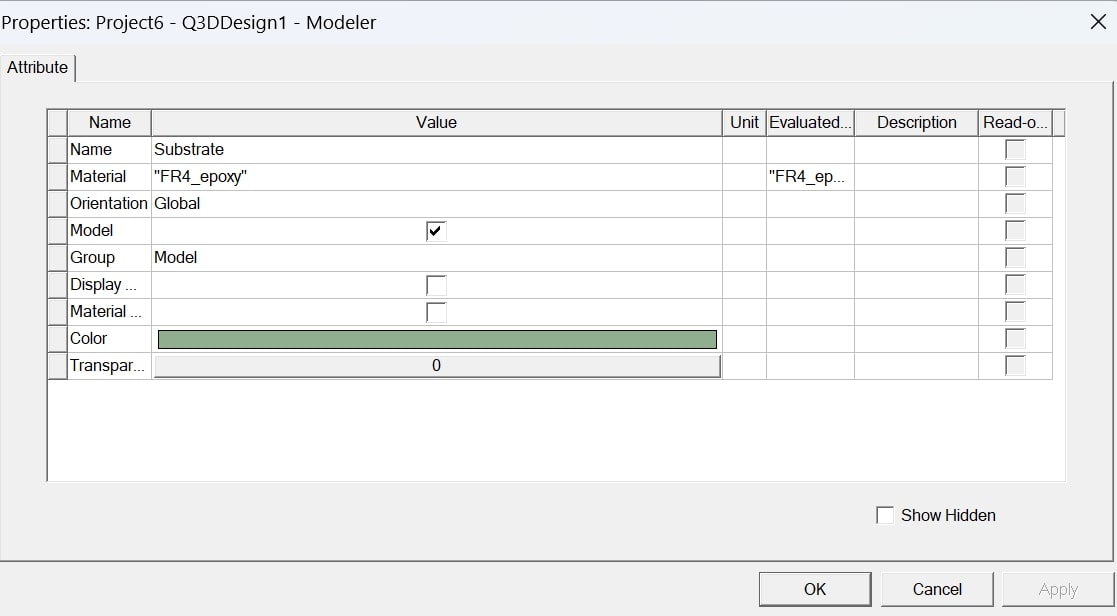 Properties: Project6 - Q3DDesign1 - Modeler
Attribute
Name Value Unit Evaluated... Description Read-o...
Name Substrate
Material "FR4_epoxy" "FR4_ep...
Orientation Global
Model
Group Model
Display ...
Material ...
Color
Transpar... 0
Show Hidden
OK Cancel Apply